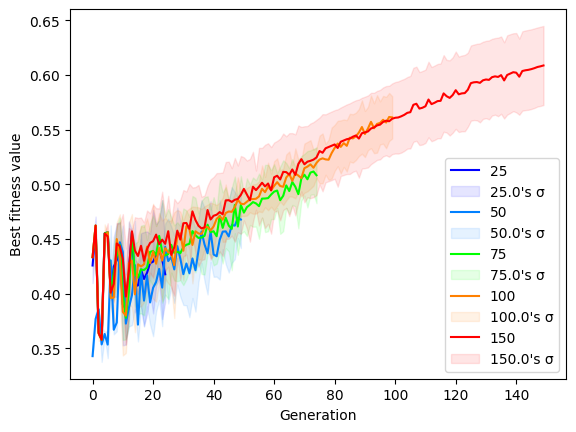 0.65
0.60
0.55
0.50
0.45
0.40
0.35
Best fitness value
0 20 40 60 80 100 120 140
Generation
25
25.0's σ
50
50.0's σ
75
75.0's σ
100
100.0's σ
150
150.0's σ